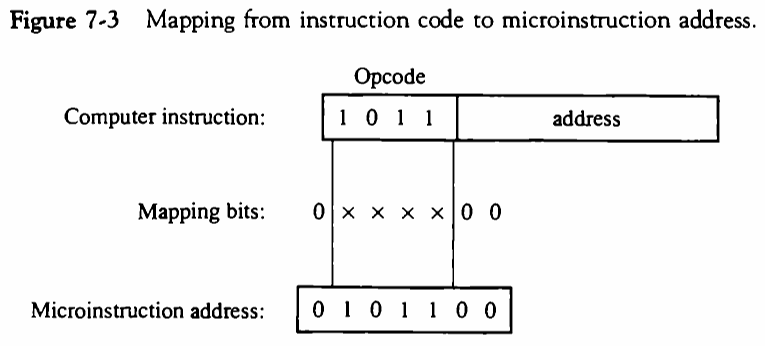 Figure 7-3 Mapping from instruction code to microinstruction address.
Opcode
Computer instruction: 1 0 1 1 address
Mapping bits: 0 × × × × 0 0
Microinstruction address: 0 1 0 1 1 0 0